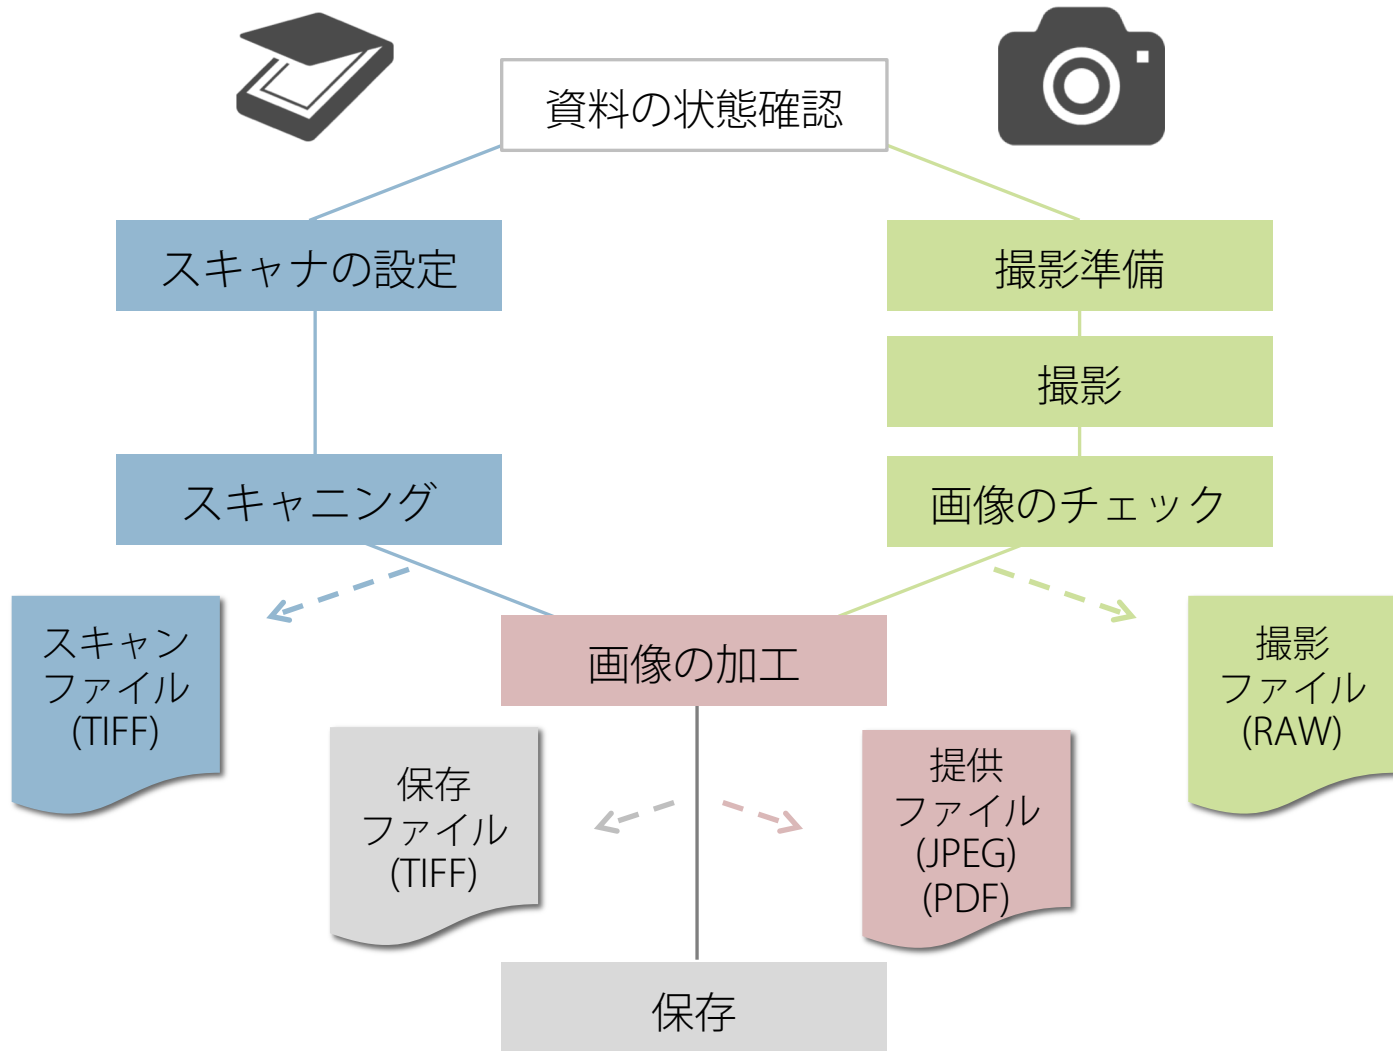 資料の状態確認
スキャナの設定
撮影準備
撮影
スキャニング
画像のチェック
スキャン
ファイル
(TIFF)
画像の加工
撮影
ファイル
(RAW)
保存
ファイル
(TIFF)
提供
ファイル
(JPEG)
(PDF)
保存